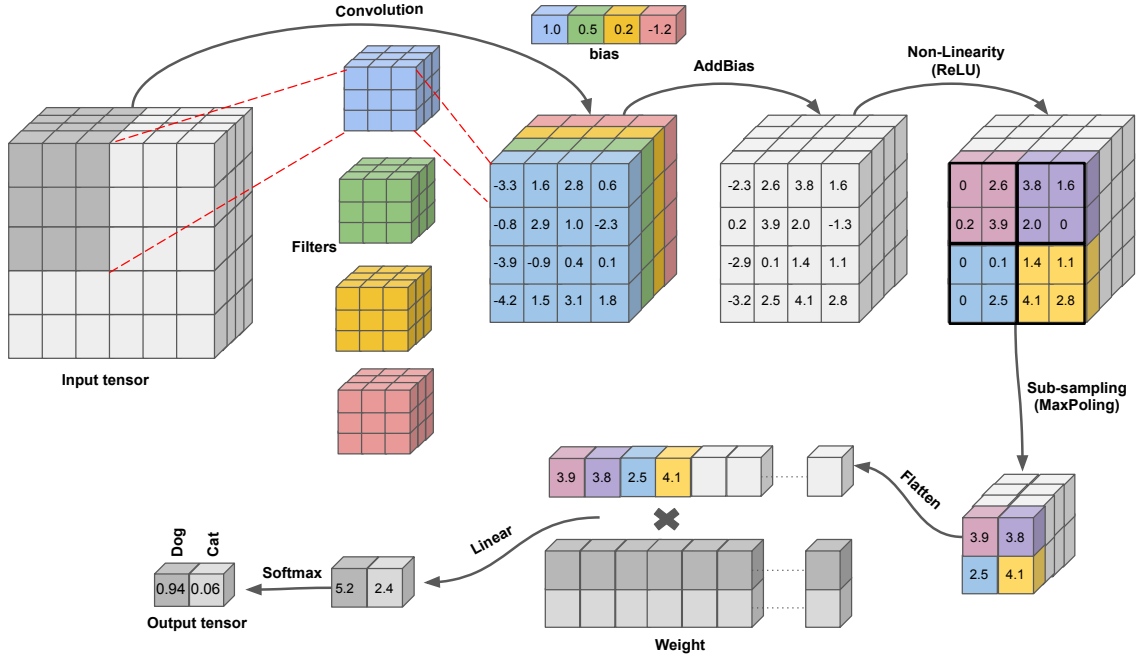 Convolution
1.0 0.5 0.2 -1.2
bias
AddBias
Non-Linearity
(ReLU)
Filters
Input tensor
-3.3 1.6 2.8 0.6
-0.8 2.9 1.0 -2.3
-3.9 -0.9 0.4 0.1
-4.2 1.5 3.1 1.8
-2.3 2.6 3.8 1.6
0.2 3.9 2.0 -1.3
-2.9 0.1 1.4 1.1
-3.2 2.5 4.1 2.8
0 2.6 3.8 1.6
0.2 3.9 2.0 0
0 0.1 1.4 1.1
0 2.5 4.1 2.8
Sub-sampling
(MaxPoling)
3.9 3.8
2.5 4.1
Flatten
3.9 3.8 2.5 4.1
Weight
Linear
5.2 2.4
Softmax
Dog Cat
0.94 0.06
Output tensor